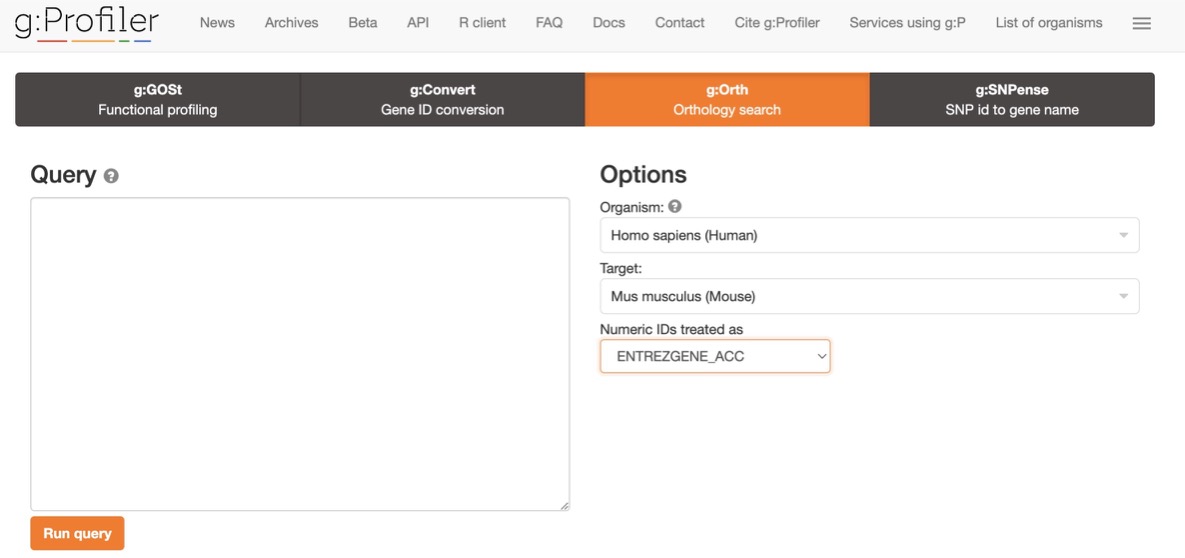 g:Profiler News Archives Beta API R client FAQ Docs Contact Cite g:Profiler Services using g:P List of organisms
g:GOSt g:Convert g:Orth g:SNPense
Functional profiling Gene ID conversion Orthology search SNP id to gene name
Query ?
Options
Organism: ?
Homo sapiens (Human)
Target:
Mus musculus (Mouse)
Numeric IDs treated as
ENTREZGENE_ACC
Run query